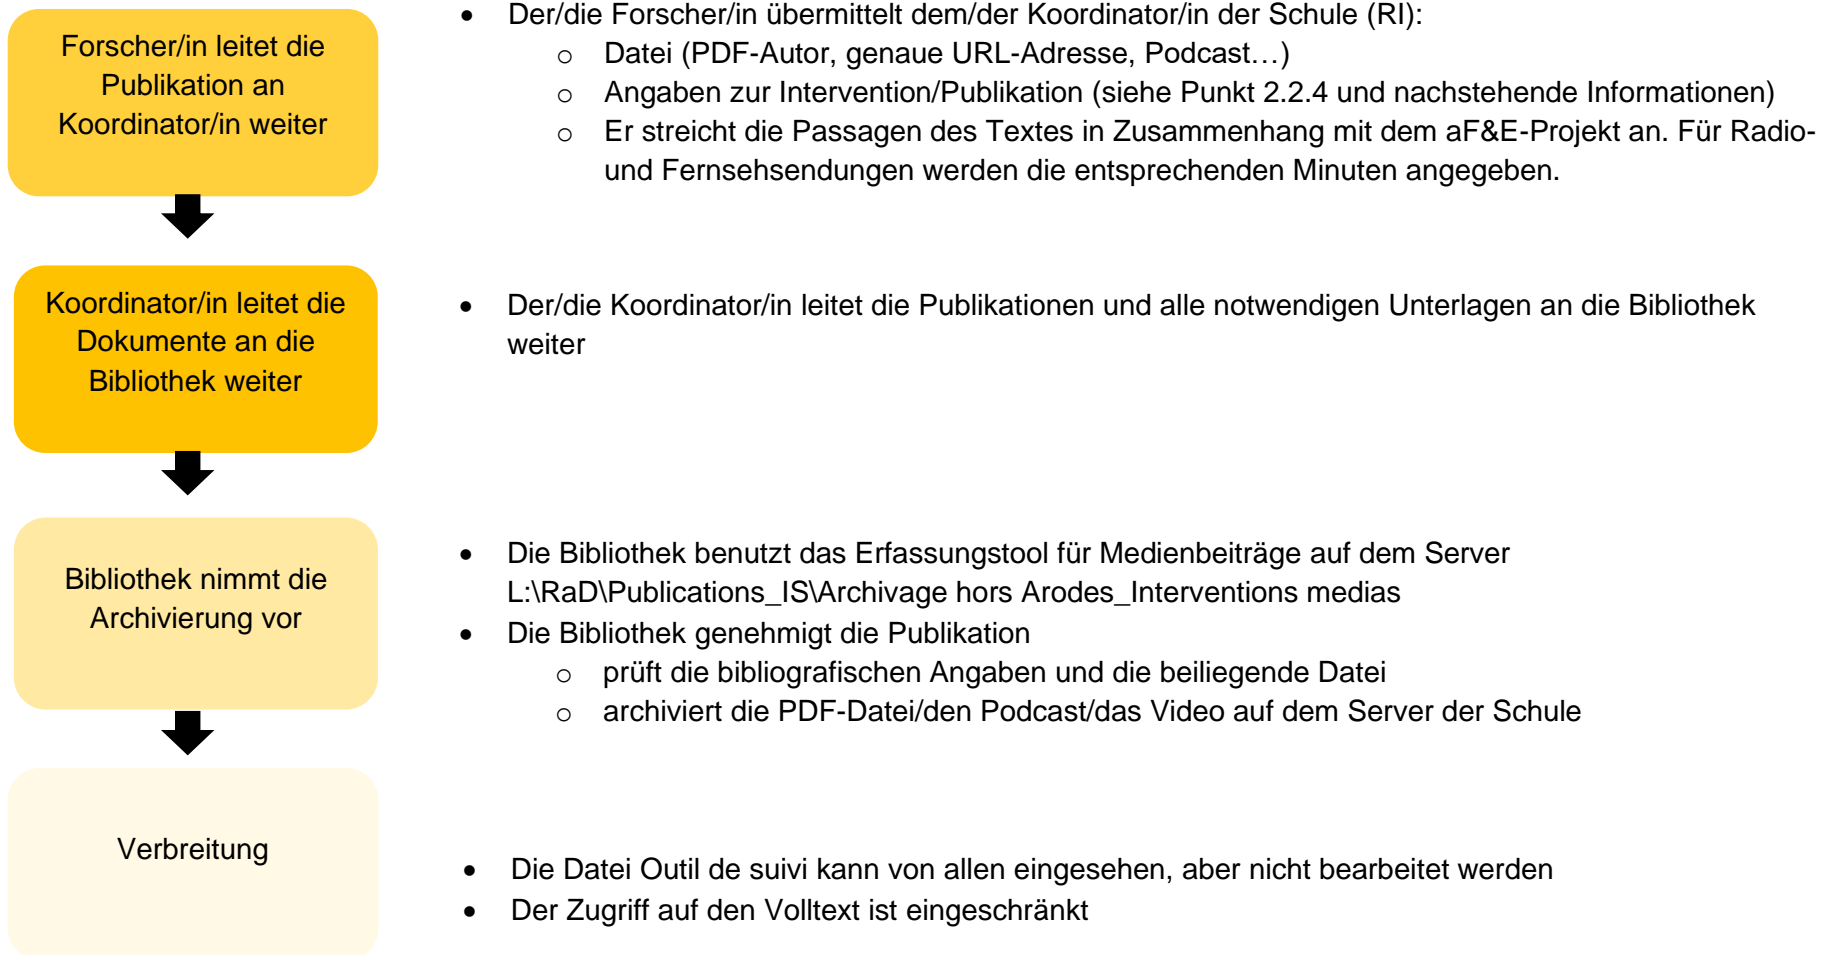 Forscher/in leitet die
Publikation an
Koordinator/in weiter
• Der/die Forscher/in übermittelt dem/der Koordinator/in der Schule (RI):
o Datei (PDF-Autor, genaue URL-Adresse, Podcast…)
o Angaben zur Intervention/Publikation (siehe Punkt 2.2.4 und nachstehende Informationen)
o Er streicht die Passagen des Textes in Zusammenhang mit dem aF&E-Projekt an. Für Radio-
und Fernsehsendungen werden die entsprechenden Minuten angegeben.
Koordinator/in leitet die
Dokumente an die
Bibliothek weiter
• Der/die Koordinator/in leitet die Publikationen und alle notwendigen Unterlagen an die Bibliothek
weiter
Bibliothek nimmt die
Archivierung vor
• Die Bibliothek benutzt das Erfassungstool für Medienbeiträge auf dem Server
L:\RaD\Publications_IS\Archivage hors Arodes_Interventions medias
• Die Bibliothek genehmigt die Publikation
o prüft die bibliografischen Angaben und die beiliegende Datei
o archiviert die PDF-Datei/den Podcast/das Video auf dem Server der Schule
Verbreitung
• Die Datei Outil de suivi kann von allen eingesehen, aber nicht bearbeitet werden
• Der Zugriff auf den Volltext ist eingeschränkt